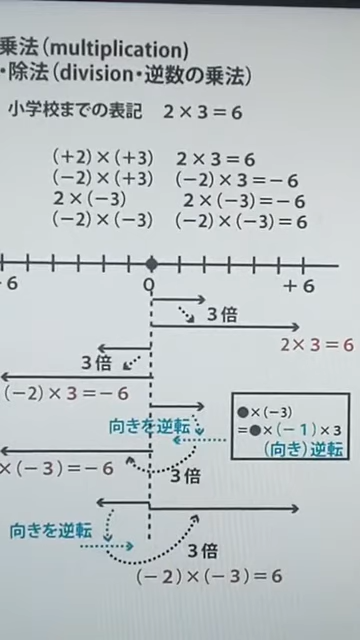 乗法(multiplication)
・除法(division・逆数の乗法)
小学校までの表記 2×3=6
(+2)×(+3) 2×3=6
(−2)×(+3) (−2)×3=−6
2×(−3) 2×(−3)=−6
(−2)×(−3) (−2)×(−3)=6
6 0 +6
3倍
2×3=6
3倍
(−2)×3=−6
向きを逆転
●×(−3)
=●×(−1)×3
(向き)逆転
×(−3)=−6
3倍
向きを逆転
3倍
(−2)×(−3)=6